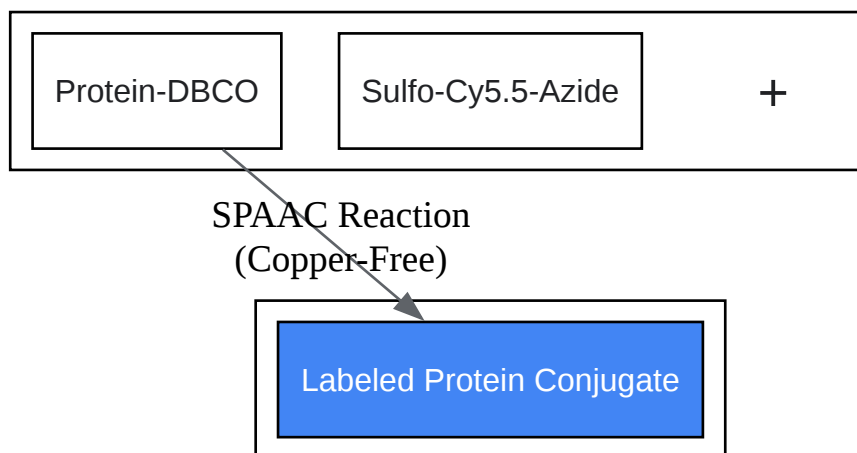 Protein-DBCO
Sulfo-Cy5.5-Azide
+
SPAAC Reaction
(Copper-Free)
Labeled Protein Conjugate